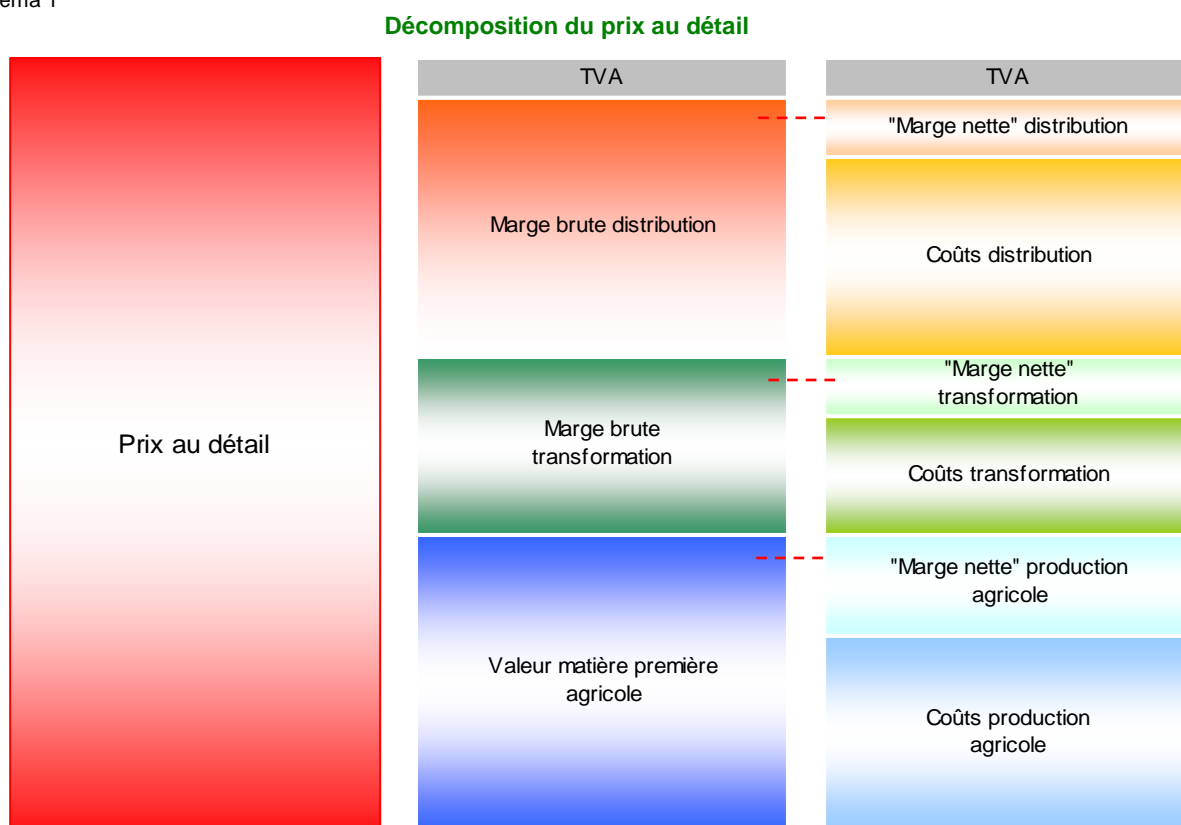 éma 1
Décomposition du prix au détail
Prix au détail
TVA
Marge brute distribution
Marge brute
transformation
Valeur matière première
agricole
TVA
"Marge nette" distribution
Coûts distribution
"Marge nette"
transformation
Coûts transformation
"Marge nette" production
agricole
Coûts production
agricole